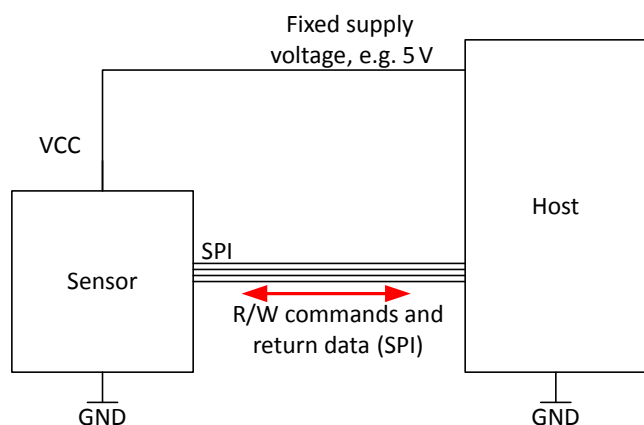 Fixed supply
voltage, e.g. 5 V
VCC
Host
SPI
Sensor
R/W commands and
return data (SPI)
GND
GND